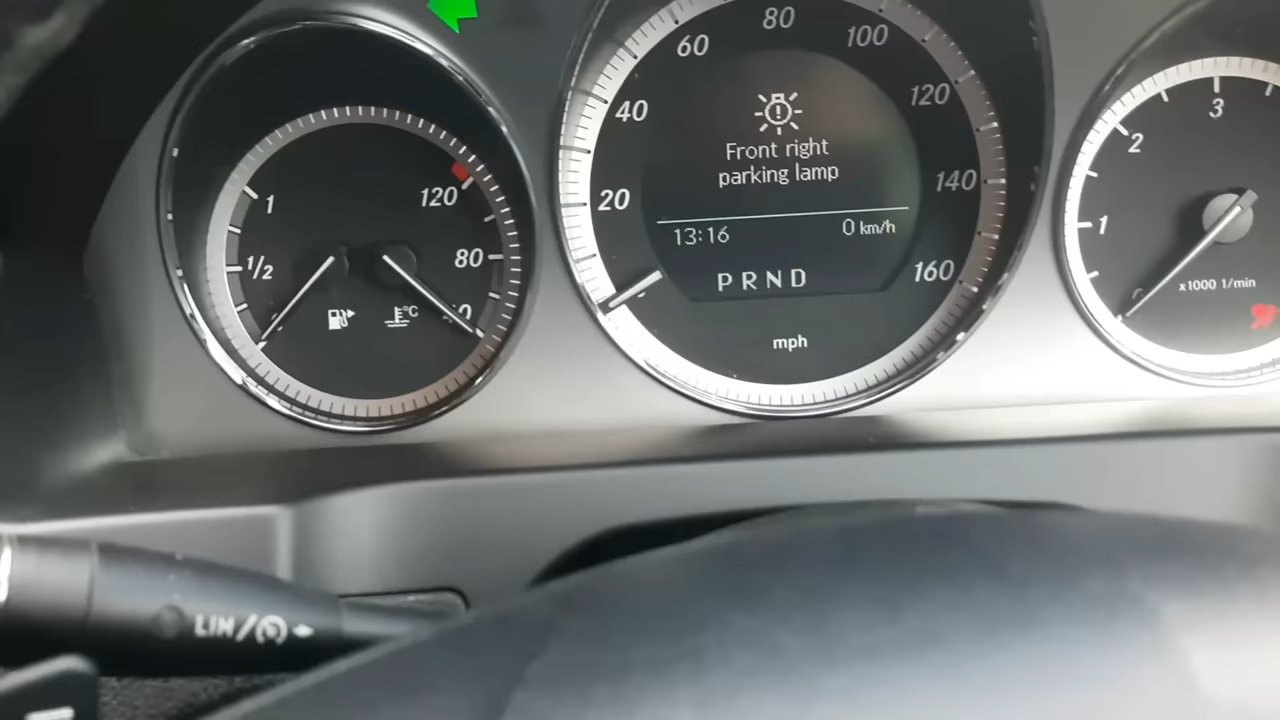 1
1/2
120
80
°C
20
40
60
80
100
120
140
160
Front right
parking lamp
13:16
0 km/h
P R N D
mph
1
2
3
x1000 1/min
LIM/